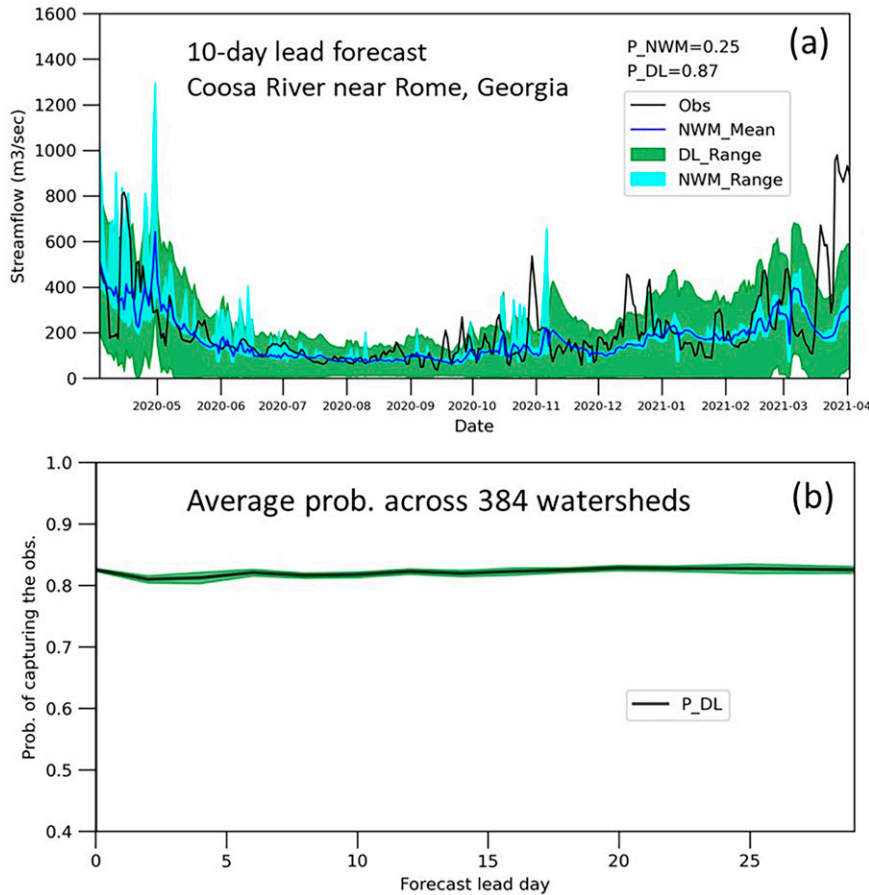 1600
1400
1200
1000
800
600
400
200
0
Streamflow (m3/sec)
10-day lead forecast
Coosa River near Rome, Georgia
P_NWM=0.25
P_DL=0.87
(a)
Obs
NWM_Mean
DL_Range
NWM_Range
2020-05 2020-06 2020-07 2020-08 2020-09 2020-10 2020-11 2020-12 2021-01 2021-02 2021-03 2021-04
Date
1.0
0.9
0.8
0.7
0.6
0.5
0.4
Prob. of capturing the obs.
Average prob. across 384 watersheds
(b)
P_DL
0 5 10 15 20 25
Forecast lead day